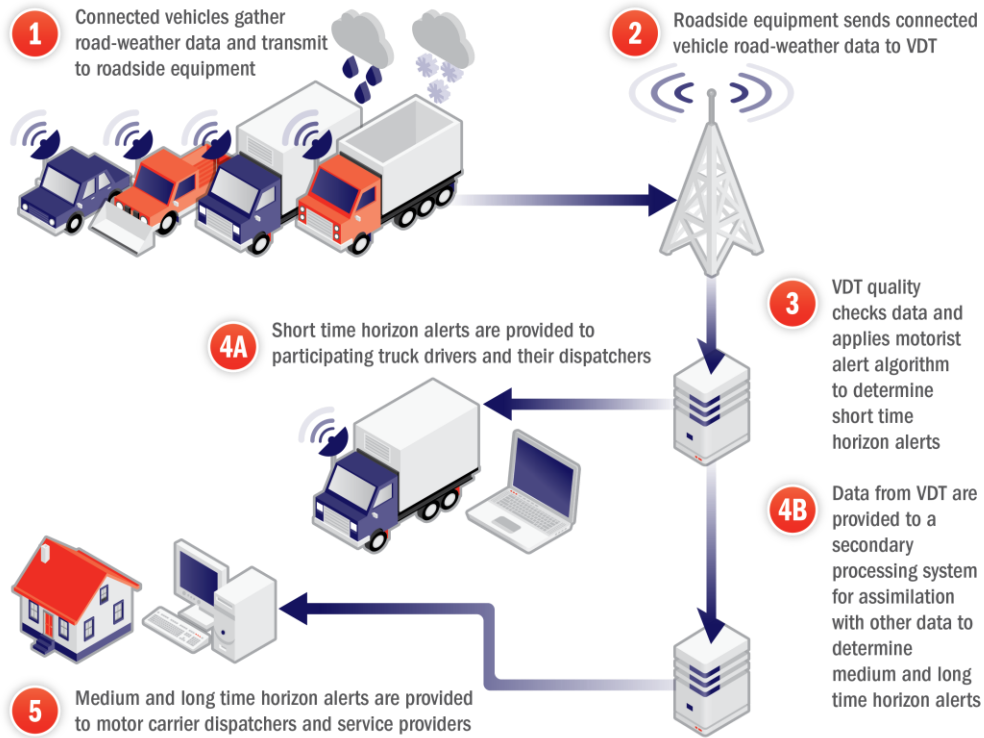 1
Connected vehicles gather
road-weather data and transmit
to roadside equipment
2
Roadside equipment sends connected
vehicle road-weather data to VDT
3
VDT quality
checks data and
applies motorist
alert algorithm
to determine
short time
horizon alerts
4A
Short time horizon alerts are provided to
participating truck drivers and their dispatchers
4B
Data from VDT are
provided to a
secondary
processing system
for assimilation
with other data to
determine
medium and long
time horizon alerts
5
Medium and long time horizon alerts are provided
to motor carrier dispatchers and service providers